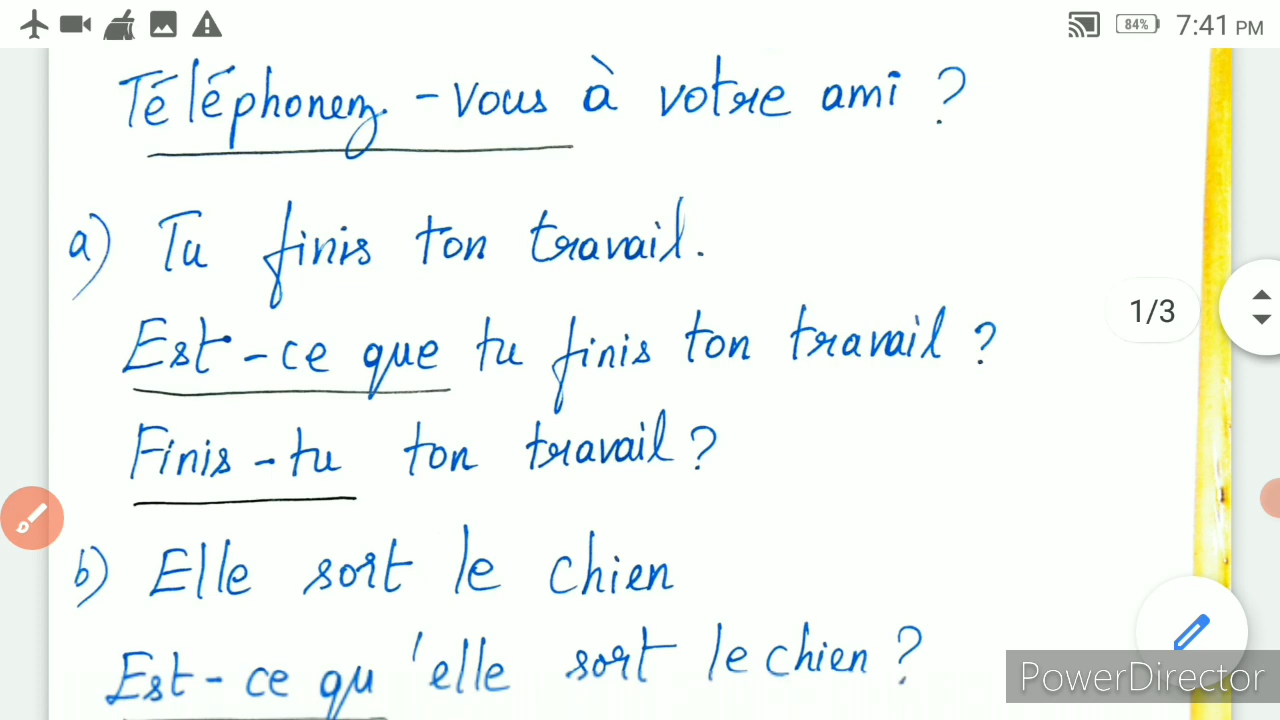 84% 7:41 PM
Téléphonez-vous à votre ami ?
a) Tu finis ton travail.
Est-ce que tu finis ton travail ?
1/3
Finis-tu ton travail ?
b) Elle sort le chien
Est-ce qu'elle sort le chien ?
PowerDirector